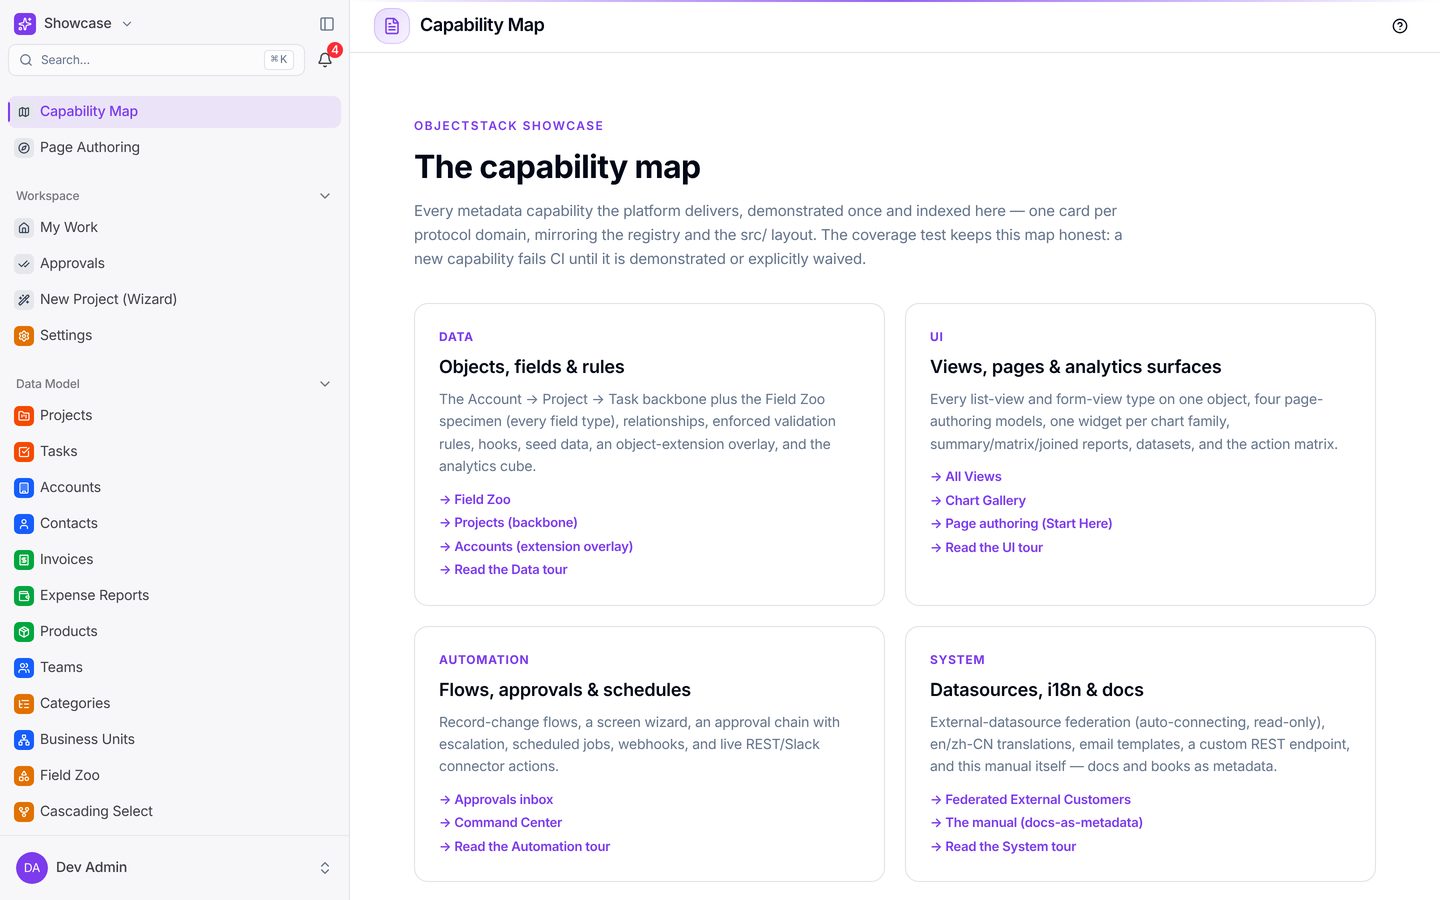 Showcase
Search...
⌘K
4
Capability Map
Page Authoring
Workspace
My Work
Approvals
New Project (Wizard)
Settings
Data Model
Projects
Tasks
Accounts
Contacts
Invoices
Expense Reports
Products
Teams
Categories
Business Units
Field Zoo
Cascading Select
DA
Dev Admin
Capability Map
OBJECTSTACK SHOWCASE
The capability map
Every metadata capability the platform delivers, demonstrated once and indexed here — one card per
protocol domain, mirroring the registry and the src/ layout. The coverage test keeps this map honest: a
new capability fails CI until it is demonstrated or explicitly waived.
DATA
Objects, fields & rules
The Account → Project → Task backbone plus the Field Zoo
specimen (every field type), relationships, enforced validation
rules, hooks, seed data, an object-extension overlay, and the
analytics cube.
→ Field Zoo
→ Projects (backbone)
→ Accounts (extension overlay)
→ Read the Data tour
UI
Views, pages & analytics surfaces
Every list-view and form-view type on one object, four page-
authoring models, one widget per chart family,
summary/matrix/joined reports, datasets, and the action matrix.
→ All Views
→ Chart Gallery
→ Page authoring (Start Here)
→ Read the UI tour
AUTOMATION
Flows, approvals & schedules
Record-change flows, a screen wizard, an approval chain with
escalation, scheduled jobs, webhooks, and live REST/Slack
connector actions.
→ Approvals inbox
→ Command Center
→ Read the Automation tour
SYSTEM
Datasources, i18n & docs
External-datasource federation (auto-connecting, read-only),
en/zh-CN translations, email templates, a custom REST endpoint,
and this manual itself — docs and books as metadata.
→ Federated External Customers
→ The manual (docs-as-metadata)
→ Read the System tour